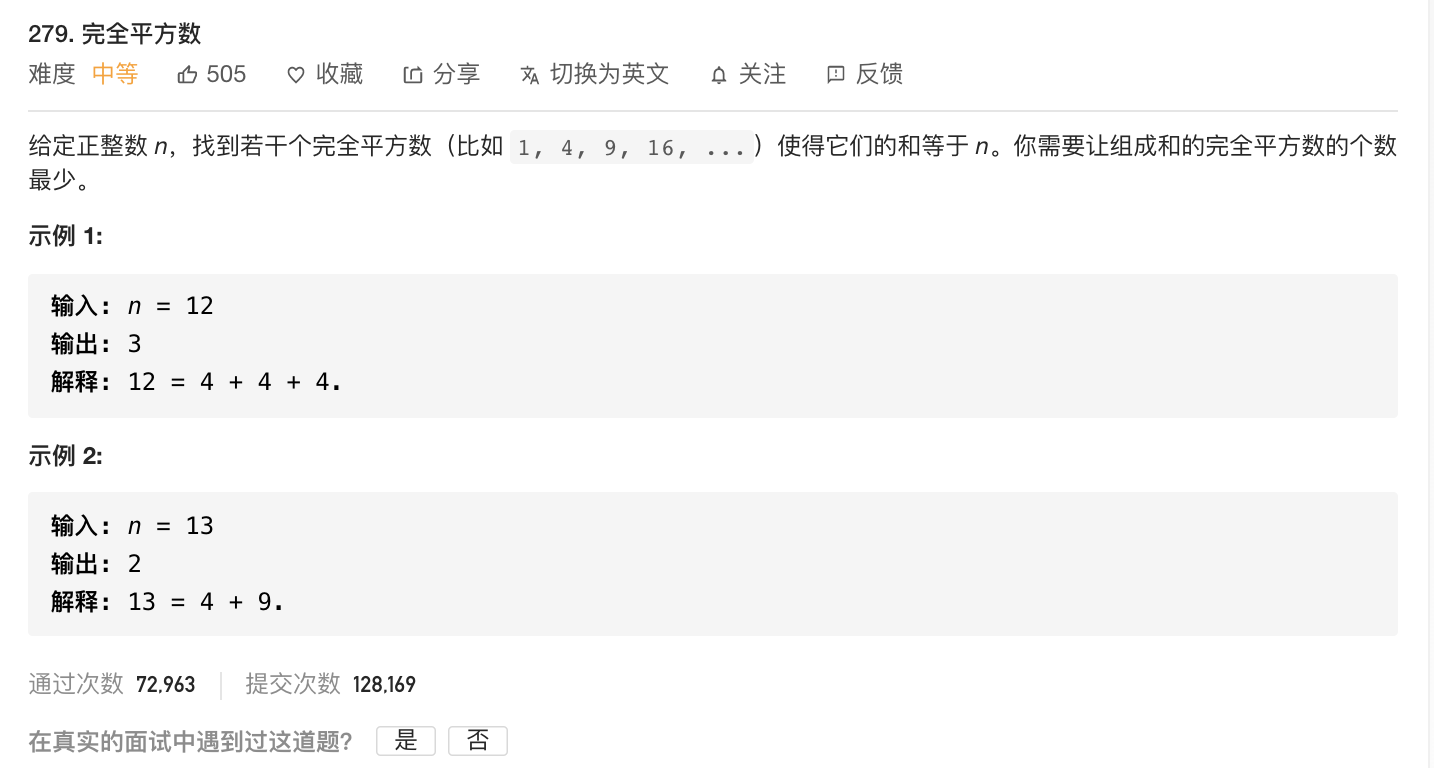 279. 完全平方数
难度 中等 505 收藏 分享 切换为英文 关注 反馈
给定正整数 n，找到若干个完全平方数（比如 1, 4, 9, 16, ...）使得它们的和等于 n。你需要让组成和的完全平方数的个数
最少。
示例 1:
输入: n = 12
输出: 3
解释: 12 = 4 + 4 + 4.
示例 2:
输入: n = 13
输出: 2
解释: 13 = 4 + 9.
通过次数 72,963 提交次数 128,169
在真实的面试中遇到过这道题? 是 否